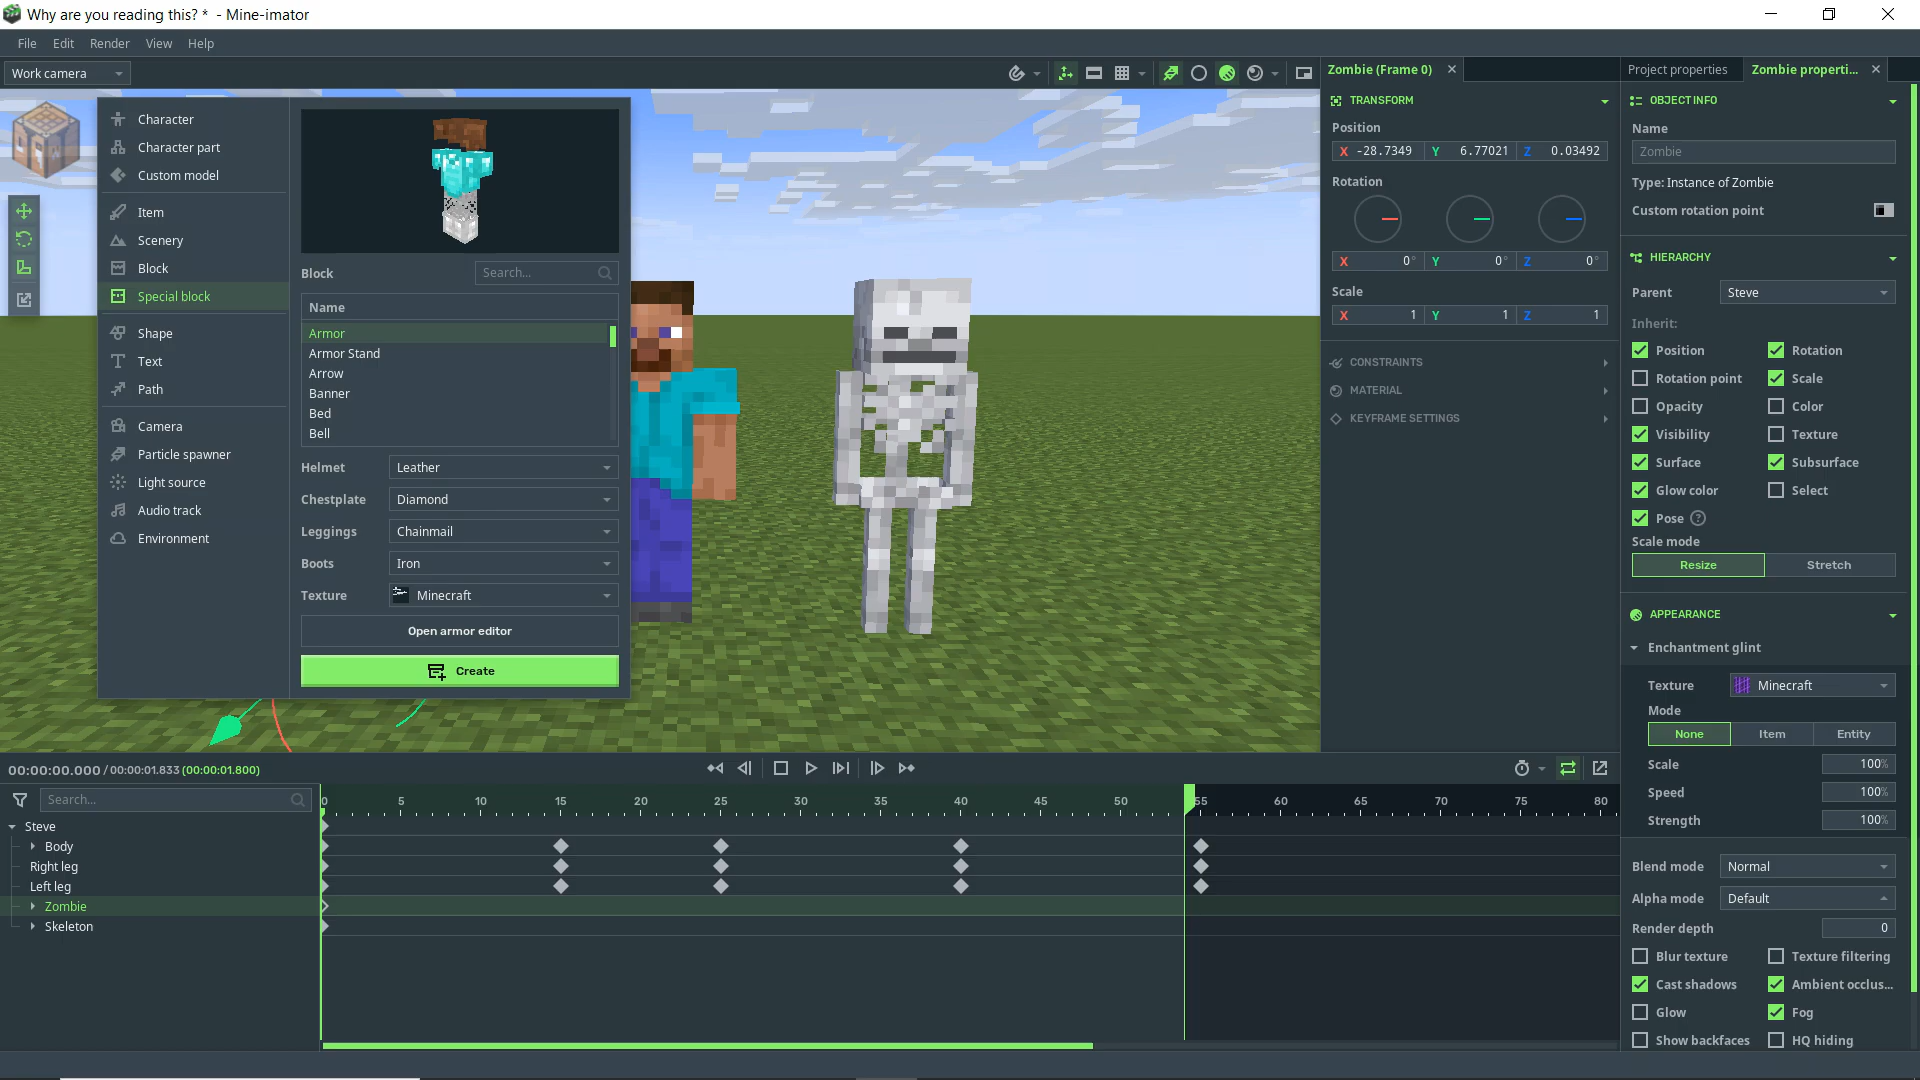 Why are you reading this? * - Mine-imator
File Edit Render View Help
Work camera
Character
Character part
Custom model
Item
Scenery
Block
Special block
Shape
Text
Path
Camera
Particle spawner
Light source
Audio track
Environment
Block
Search...
Name
Armor
Armor Stand
Arrow
Banner
Bed
Bell
Helmet Leather
Chestplate Diamond
Leggings Chainmail
Boots Iron
Texture Minecraft
Open armor editor
Create
Zombie (Frame 0)
TRANSFORM
Position
X -28.7349 Y 6.77021 Z 0.03492
Rotation
X 0° Y 0° Z 0°
Scale
X 1 Y 1 Z 1
CONSTRAINTS
MATERIAL
KEYFRAME SETTINGS
Project properties Zombie properti...
OBJECT INFO
Name
Zombie
Type: Instance of Zombie
Custom rotation point
HIERARCHY
Parent Steve
Inherit:
Position Rotation
Rotation point Scale
Opacity Color
Visibility Texture
Surface Subsurface
Glow color Select
Pose ?
Scale mode
Resize Stretch
APPEARANCE
Enchantment glint
Texture Minecraft
Mode
None Item Entity
Scale 100%
Speed 100%
Strength 100%
Blend mode Normal
Alpha mode Default
Render depth 0
Blur texture Texture filtering
Cast shadows Ambient occlus...
Glow Fog
Show backfaces HQ hiding
00:00:00.000 / 00:00:01.833 (00:00:01.800)
Search...
0 5 10 15 20 25 30 35 40 45 50 55 60 65 70 75 80
Steve
Body
Right leg
Left leg
Zombie
Skeleton